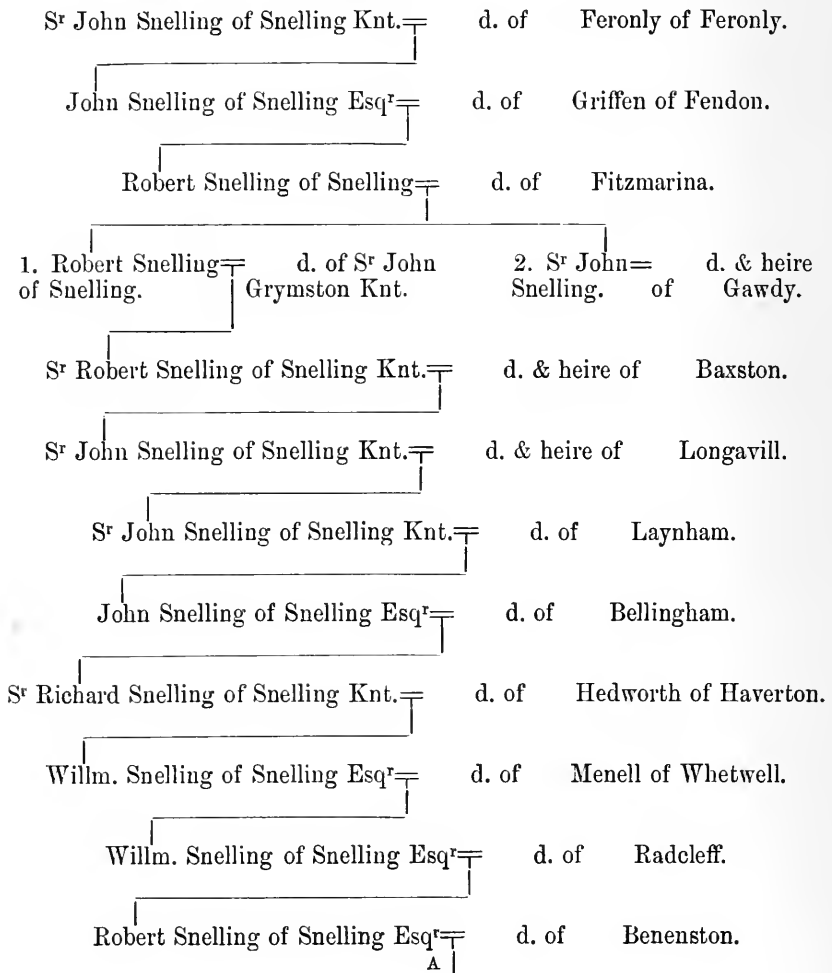 Sʳ John Snelling of Snelling Knt. d. of Feronly of Feronly.
John Snelling of Snelling Esqʳ d. of Griffen of Fendon.
Robert Snelling of Snelling d. of Fitzmarina.
1. Robert Snelling d. of Sʳ John 2. Sʳ John d. & heire
of Snelling. Grymston Knt. Snelling. of Gawdy.
Sʳ Robert Snelling of Snelling Knt. d. & heire of Baxston.
Sʳ John Snelling of Snelling Knt. d. & heire of Longavill.
Sʳ John Snelling of Snelling Knt. d. of Laynham.
John Snelling of Snelling Esqʳ d. of Bellingham.
Sʳ Richard Snelling of Snelling Knt. d. of Hedworth of Haverton.
Willm. Snelling of Snelling Esqʳ d. of Menell of Whetwell.
Willm. Snelling of Snelling Esqʳ d. of Radcleff.
Robert Snelling of Snelling Esqʳ d. of Benenston.
A